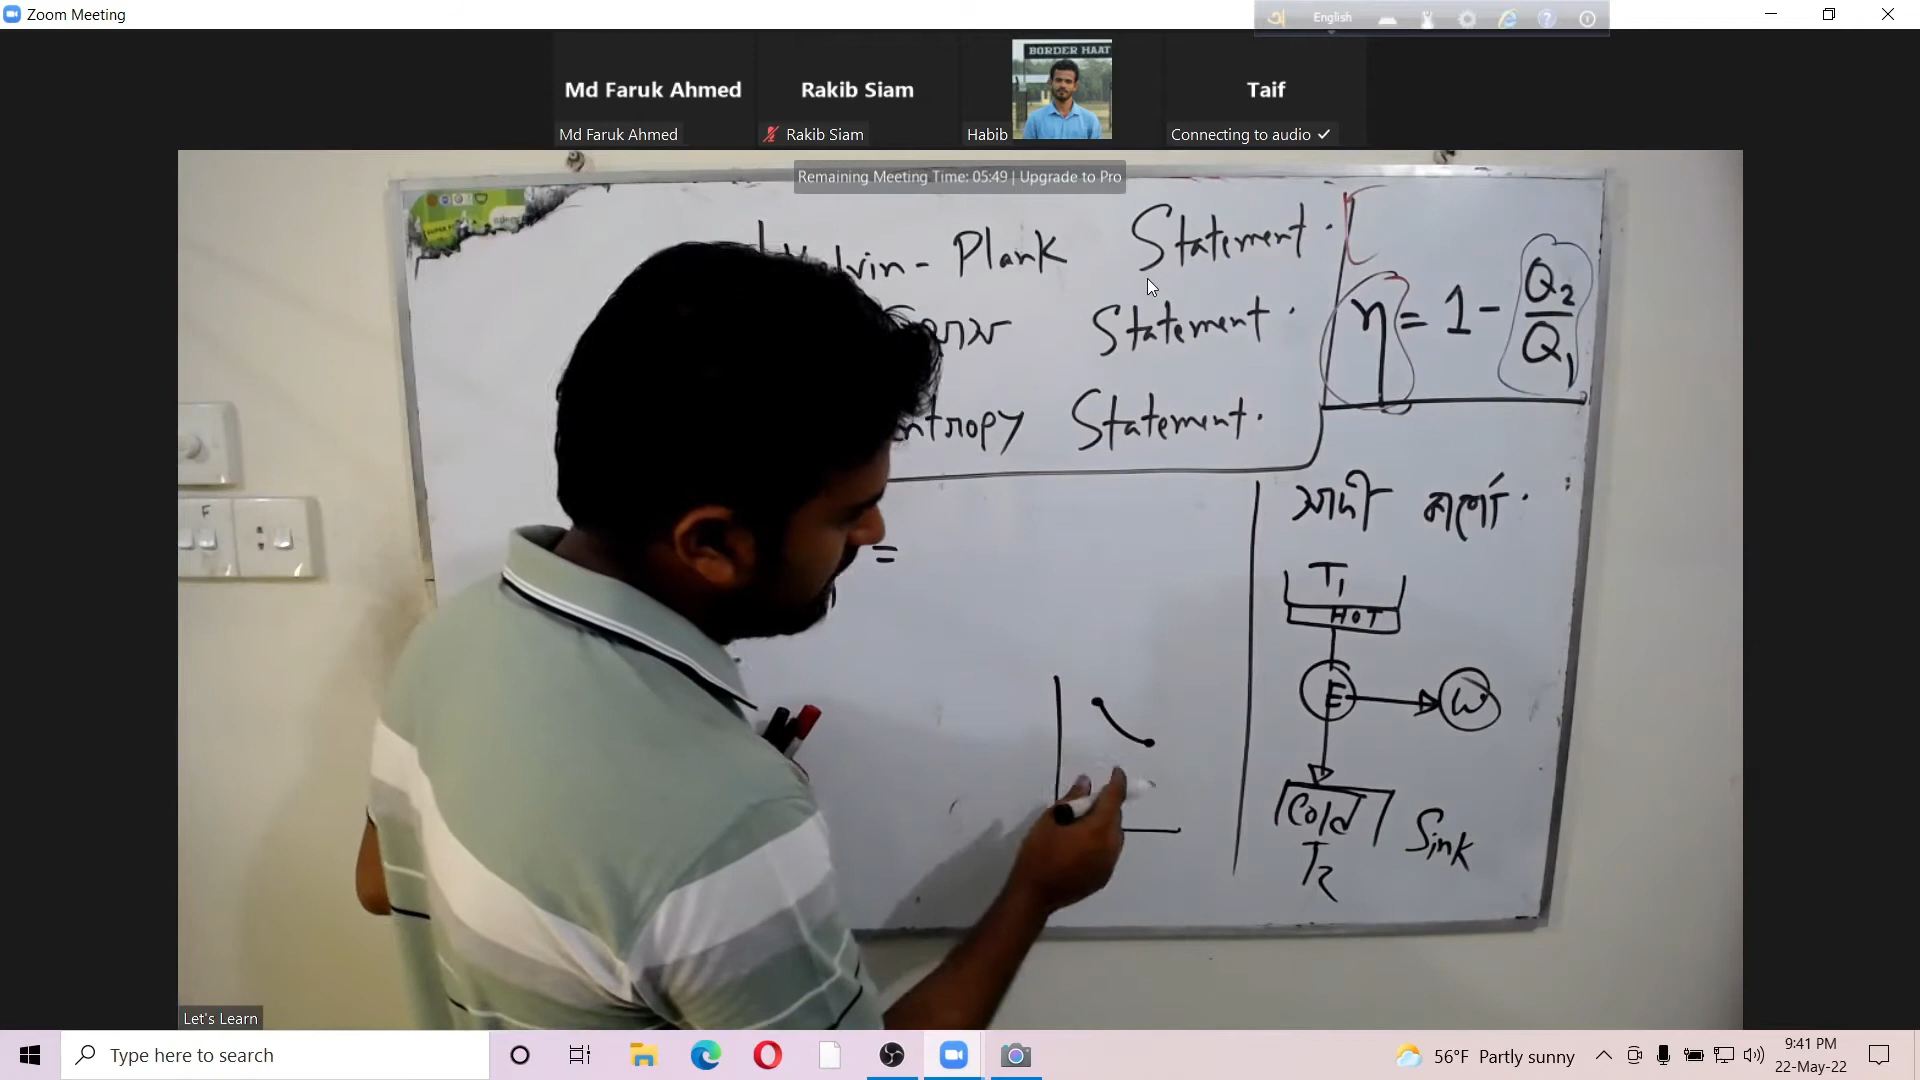 Zoom Meeting
English
BORDER HAAT
Md Faruk Ahmed
Rakib Siam
Taif
Md Faruk Ahmed
Rakib Siam
Habib
Connecting to audio
Remaining Meeting Time: 05:49 | Upgrade to Pro
lvin - Plank Statement.
Statement.
ntropy Statement.
η = 1 - Q₂/Q₁
=
সাদী কার্নো.
T₁
HOT
E
W
Cold
Sink
T₂
F
Let's Learn
Type here to search
56°F Partly sunny
9:41 PM
22-May-22